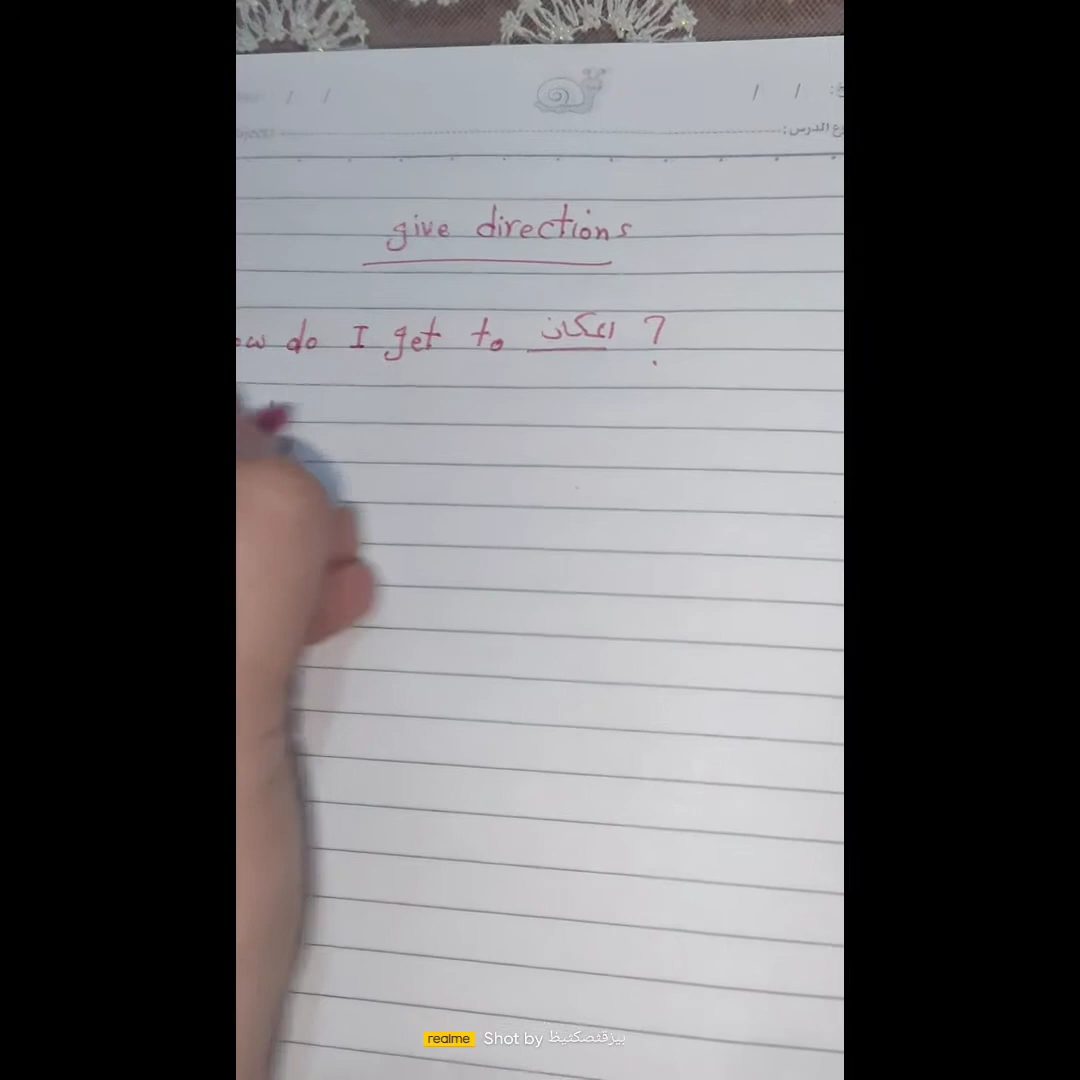 give directions
do I get to المكان ?
realme Shot by